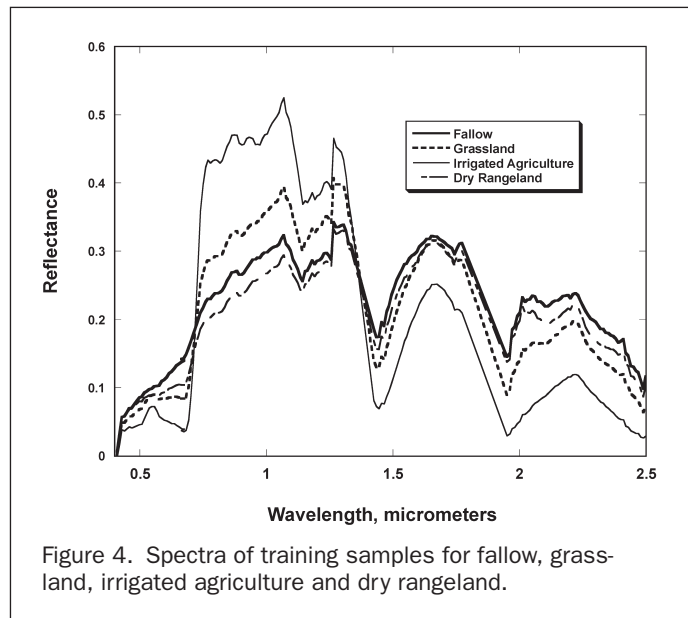 0.6
0.5
0.4
0.3
0.2
0.1
0
Reflectance
Fallow
Grassland
Irrigated Agriculture
Dry Rangeland
0.5 1 1.5 2 2.5
Wavelength, micrometers
Figure 4. Spectra of training samples for fallow, grass-
land, irrigated agriculture and dry rangeland.